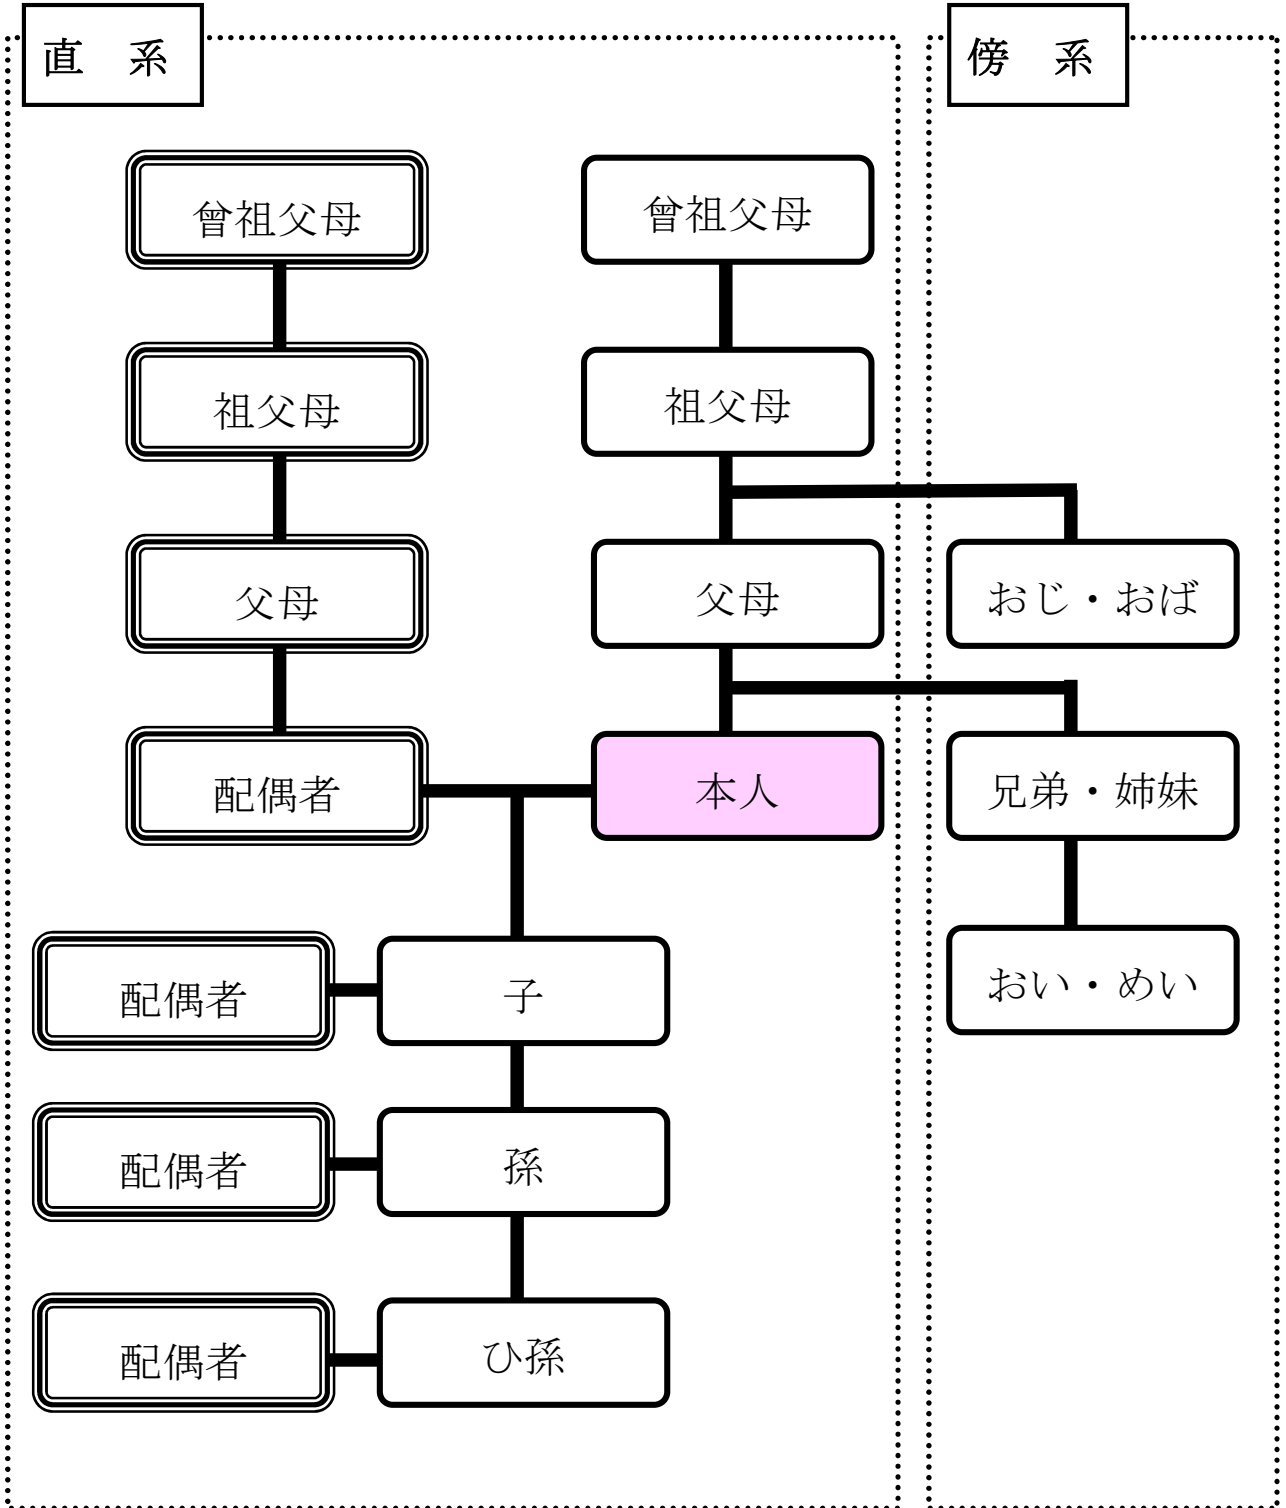 直　系
傍　系
曾祖父母
曾祖父母
祖父母
祖父母
父母
父母
おじ・おば
配偶者
本人
兄弟・姉妹
配偶者
子
おい・めい
配偶者
孫
配偶者
ひ孫